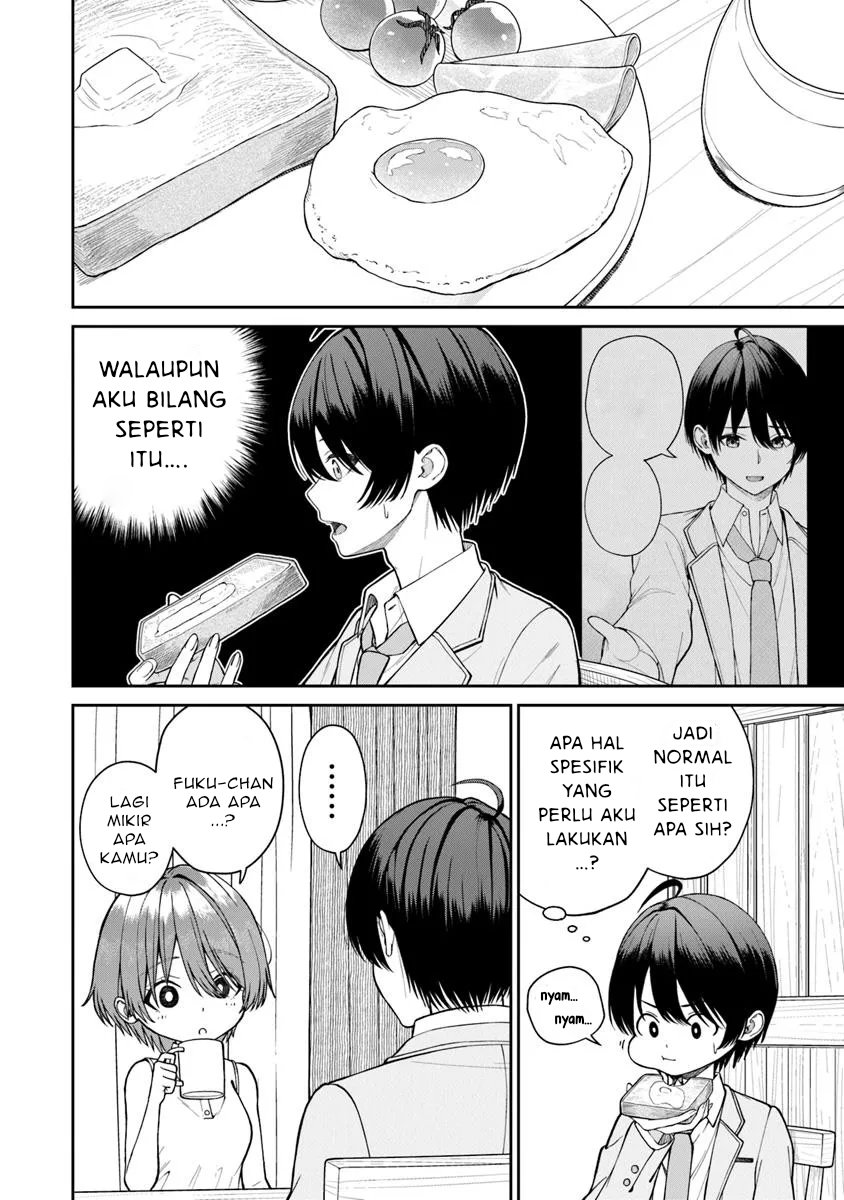 WALAUPUN
AKU BILANG
SEPERTI
ITU....
JADI
NORMAL
ITU
SEPERTI
APA SIH?
APA HAL
SPESIFIK
YANG
PERLU AKU
LAKUKAN
...?
nyam...
nyam...
......
FUKU-CHAN
ADA APA
...?
LAGI
MIKIR
APA
KAMU?